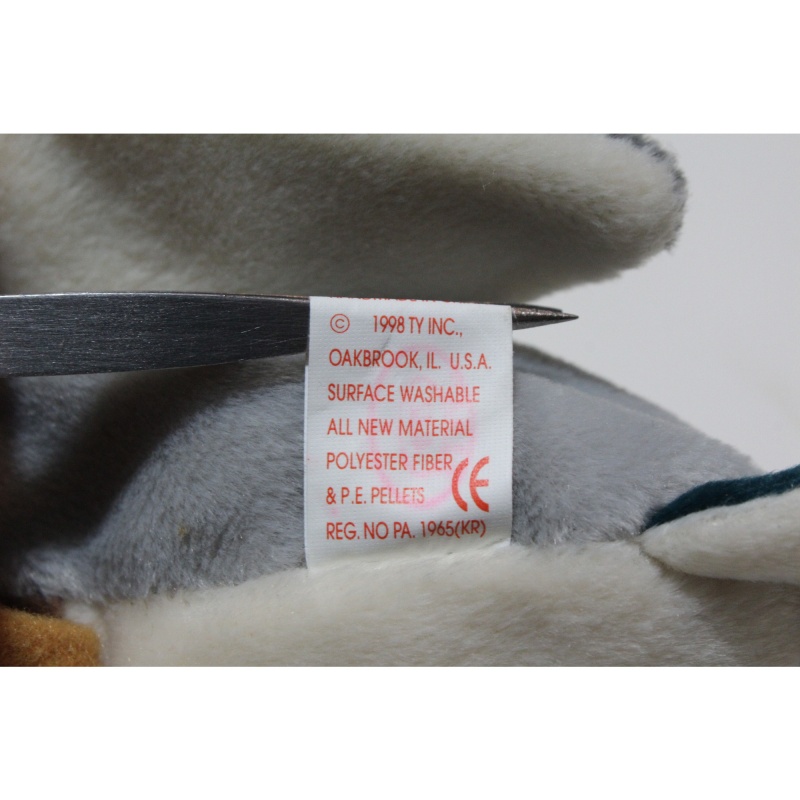 © 1998 TY INC.,
OAKBROOK, IL. U.S.A.
SURFACE WASHABLE
ALL NEW MATERIAL
POLYESTER FIBER
& P.E. PELLETS CE
REG. NO PA. 1965(KR)